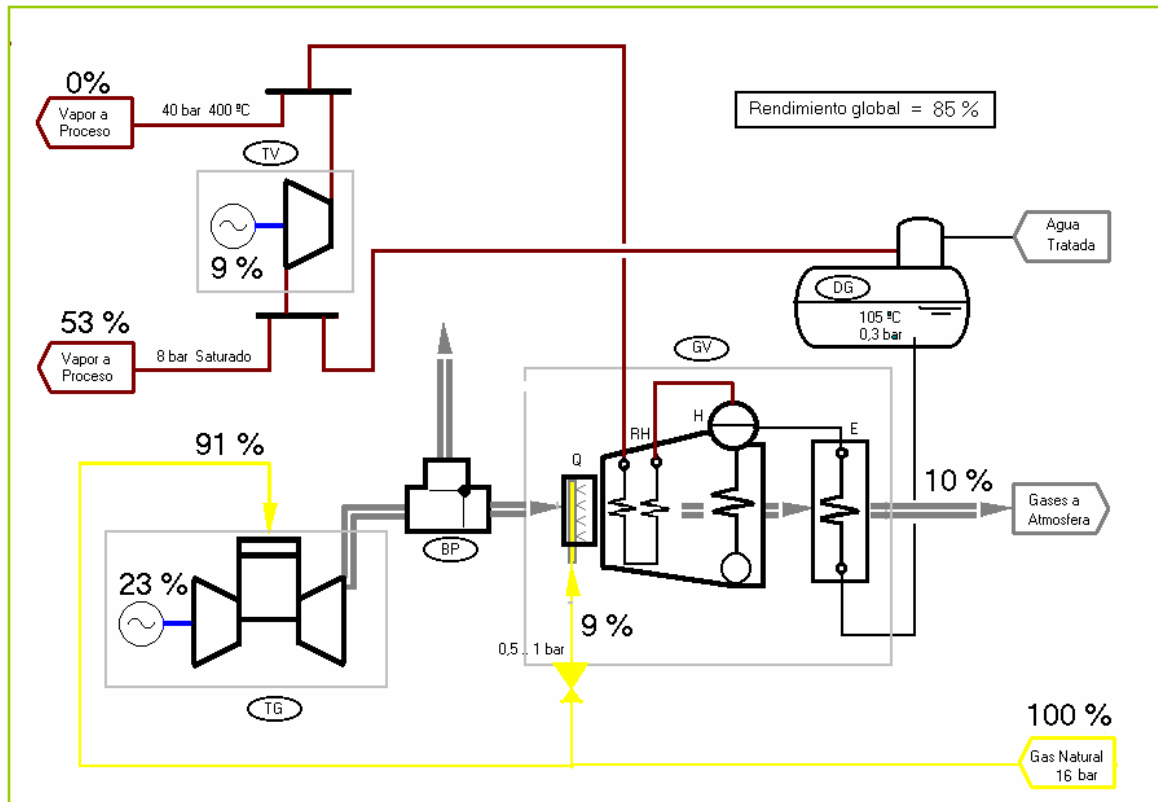 0%
Vapor a
Proceso
40 bar 400 ºC
Rendimiento global = 85 %
TV
9 %
Agua
Tratada
DG
105 ºC
0,3 bar
53 %
Vapor a
Proceso
8 bar Saturado
GV
H
RH
E
Q
91 %
10 %
Gases a
Atmosfera
BP
23 %
9 %
0,5 .. 1 bar
TG
100 %
Gas Natural
16 bar